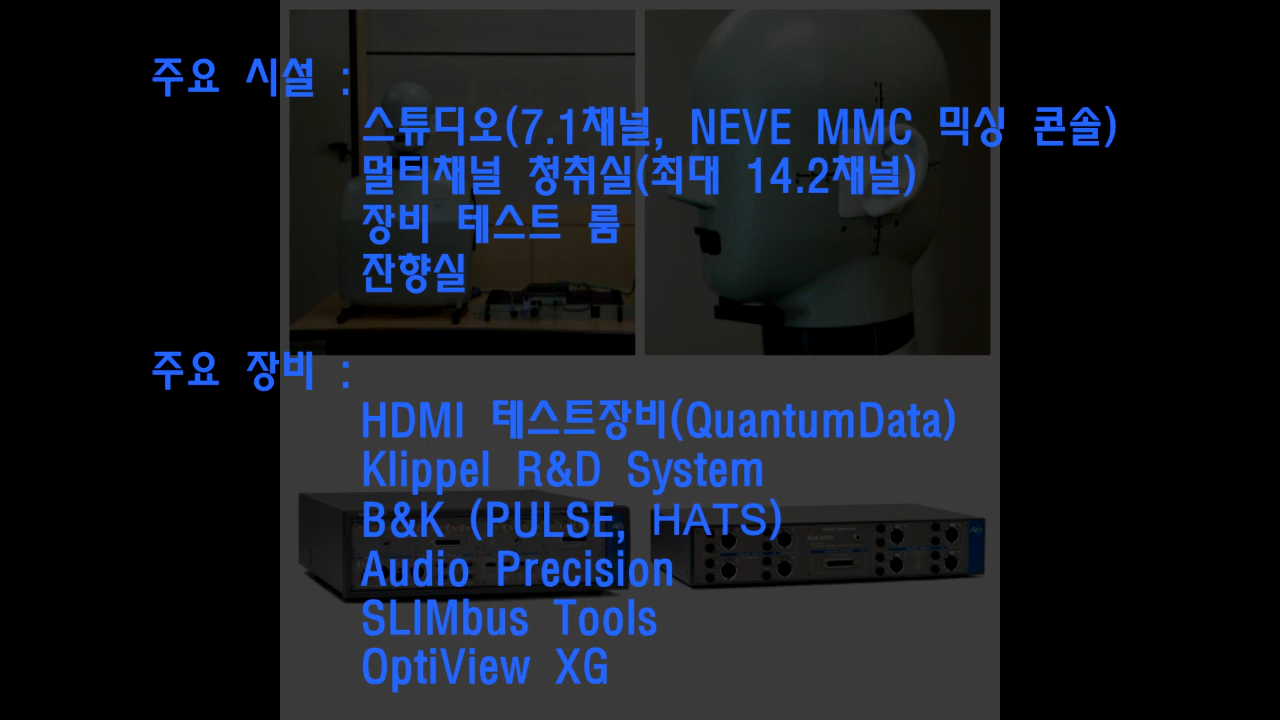 주요 시설 :
스튜디오(7.1채널, NEVE MMC 믹싱 콘솔)
멀티채널 청취실(최대 14.2채널)
장비 테스트 룸
잔향실
주요 장비 :
HDMI 테스트장비(QuantumData)
Klippel R&D System
B&K (PULSE, HATS)
Audio Precision
SLIMbus Tools
OptiView XG